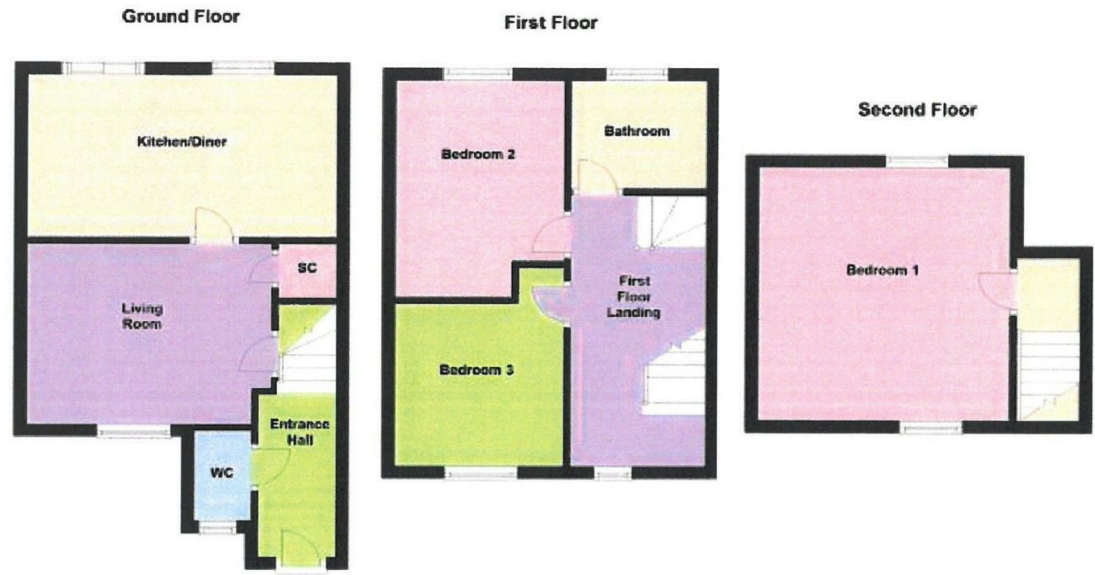 Ground Floor
Kitchen/Diner
SC
Living
Room
Entrance
Hall
WC
First Floor
Bedroom 2
Bathroom
First
Floor
Landing
Bedroom 3
Second Floor
Bedroom 1